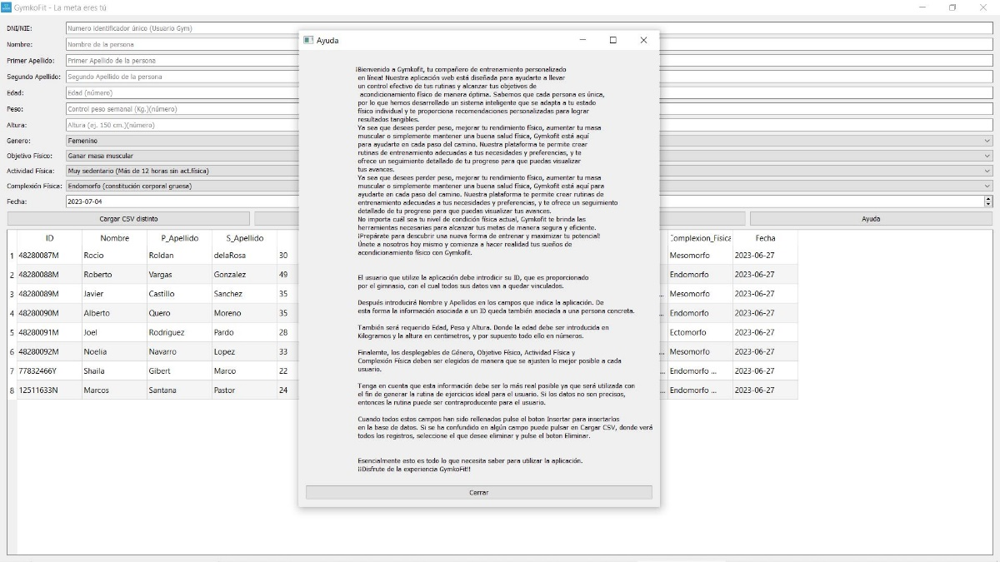 GymkoFit - La meta eres tú
DNI/NIE: Numero identificador único (Usuario Gym)
Nombre: Nombre de la persona
Primer Apellido: Primer Apellido de la persona
Segundo Apellido: Segundo Apellido de la persona
Edad: Edad (número)
Peso: Control peso semanal (Kg.)(número)
Altura: Altura (ej. 150 cm.)(número)
Genero: Femenino
Objetivo Físico: Ganar masa muscular
Actividad Física: Muy sedentario (Más de 12 horas sin act.física)
Complexión Física: Endomorfo (constitución corporal gruesa)
Fecha: 2023-07-04
Cargar CSV distinto Ayuda
ID Nombre P_Apellido S_Apellido Complexion_Fisica Fecha
1 48280087M Rocio Roldan delaRosa 30 Mesomorfo 2023-06-27
2 48280088M Roberto Vargas Gonzalez 49 Endomorfo 2023-06-27
3 48280089M Javier Castillo Sanchez 35 ... Mesomorfo 2023-06-27
4 48280090M Alberto Quero Moreno 35 ... Endomorfo 2023-06-27
5 48280091M Joel Rodriguez Pardo 28 Ectomorfo 2023-06-27
6 48280092M Noelia Navarro Lopez 33 ... Mesomorfo 2023-06-27
7 77832466Y Shaila Gibert Marco 22 ... Endomorfo ... 2023-06-27
8 12511633N Marcos Santana Pastor 24 ... Endomorfo ... 2023-06-27
Ayuda
¡Bienvenido a Gymkofit, tu compañero de entrenamiento personalizado
en línea! Nuestra aplicación web está diseñada para ayudarte a llevar
un control efectivo de tus rutinas y alcanzar tus objetivos de
acondicionamiento físico de manera óptima. Sabemos que cada persona es única,
por lo que hemos desarrollado un sistema inteligente que se adapta a tu estado
físico individual y te proporciona recomendaciones personalizadas para lograr
resultados tangibles.
Ya sea que desees perder peso, mejorar tu rendimiento físico, aumentar tu masa
muscular o simplemente mantener una buena salud física, Gymkofit está aquí
para ayudarte en cada paso del camino. Nuestra plataforma te permite crear
rutinas de entrenamiento adecuadas a tus necesidades y preferencias, y te
ofrece un seguimiento detallado de tu progreso para que puedas visualizar
tus avances.
Ya sea que desees perder peso, mejorar tu rendimiento físico, aumentar tu masa
muscular o simplemente mantener una buena salud física, Gymkofit está aquí para
ayudarte en cada paso del camino. Nuestra plataforma te permite crear rutinas de
entrenamiento adecuadas a tus necesidades y preferencias, y te ofrece un seguimiento
detallado de tu progreso para que puedas visualizar tus avances.
No importa cuál sea tu nivel de condición física actual, Gymkofit te brinda las
herramientas necesarias para alcanzar tus metas de manera segura y eficiente.
¡Prepárate para descubrir una nueva forma de entrenar y maximizar tu potencial!
Únete a nosotros hoy mismo y comienza a hacer realidad tus sueños de
acondicionamiento físico con Gymkofit.
El usuario que utilize la aplicación debe introdicir su ID, que es proporcionado
por el gimnasio, con el cual todos sus datos van a quedar vinculados.
Después introducirá Nombre y Apellidos en los campos que indica la aplicación. De
esta forma la información asociada a un ID queda también asociada a una persona concreta.
También será requerido Edad, Peso y Altura. Donde la edad debe ser introducida en
Kilogramos y la altura en centimetros, y por supuesto todo ello en números.
Finalemte, los desplegables de Género, Objetivo Físico, Actividad Física y
Complexión Física deben ser elegidos de manera que se ajusten lo mejor posible a cada
usuario.
Tenga en cuenta que esta información debe ser lo más real posible ya que será utilizada con
el fin de generar la rutina de ejercicios ideal para el usuario. Si los datos no son precisos,
entonces la rutina puede ser contraproducente para el usuario.
Cuando todos estos campos han sido rellenados pulse el boton Insertar para insertarlos
en la base de datos. Si se ha confundido en algún campo puede pulsar en Cargar CSV, donde verá
todos los registros, seleccione el que desee eliminar y pulse el boton Eliminar.
Esencialmente esto es todo lo que necesita saber para utilizar la aplicación.
¡¡Disfrute de la experiencia GymkoFit!!
Cerrar